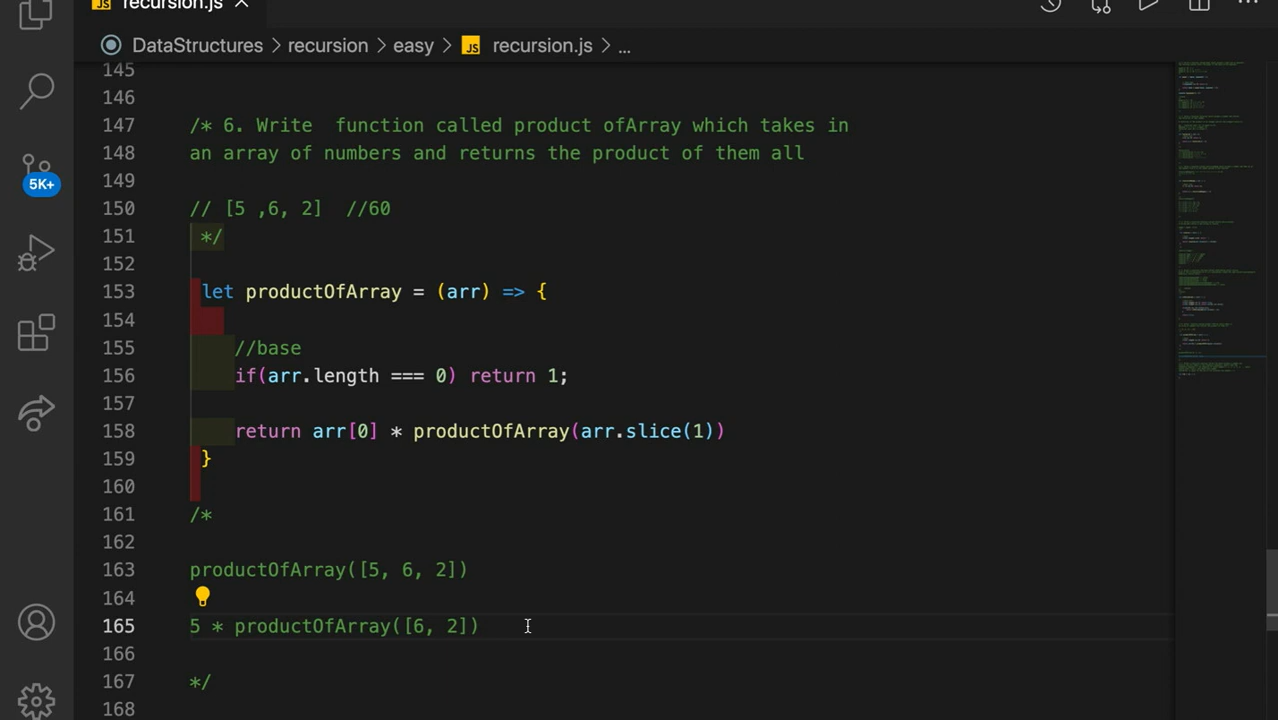 JS recursion.js
DataStructures > recursion > easy > JS recursion.js > ...
145
146
147 /* 6. Write  function called product ofArray which takes in
148 an array of numbers and returns the product of them all
149
150 // [5 ,6, 2]  //60
151  */
152
153  let productOfArray = (arr) => {
154
155     //base
156     if(arr.length === 0) return 1;
157
158     return arr[0] * productOfArray(arr.slice(1))
159  }
160
161 /*
162
163 productOfArray([5, 6, 2])
164
165 5 * productOfArray([6, 2])
166
167 */
168
5K+